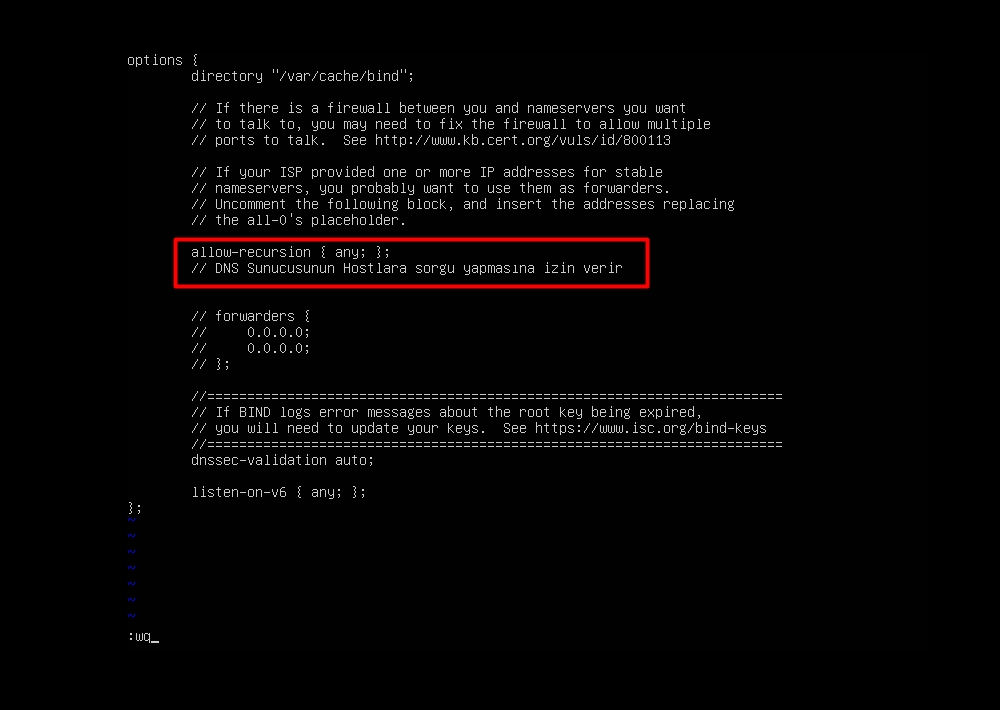 options {
directory "/var/cache/bind";
// If there is a firewall between you and nameservers you want
// to talk to, you may need to fix the firewall to allow multiple
// ports to talk.  See http://www.kb.cert.org/vuls/id/800113
// If your ISP provided one or more IP addresses for stable
// nameservers, you probably want to use them as forwarders.
// Uncomment the following block, and insert the addresses replacing
// the all-0's placeholder.
allow-recursion { any; };
// DNS Sunucusunun Hostlara sorgu yapmasına izin verir
// forwarders {
//     0.0.0.0;
//     0.0.0.0;
// };
//========================================================================
// If BIND logs error messages about the root key being expired,
// you will need to update your keys.  See https://www.isc.org/bind-keys
//========================================================================
dnssec-validation auto;
listen-on-v6 { any; };
};
~
~
~
~
~
~
~
:wq_